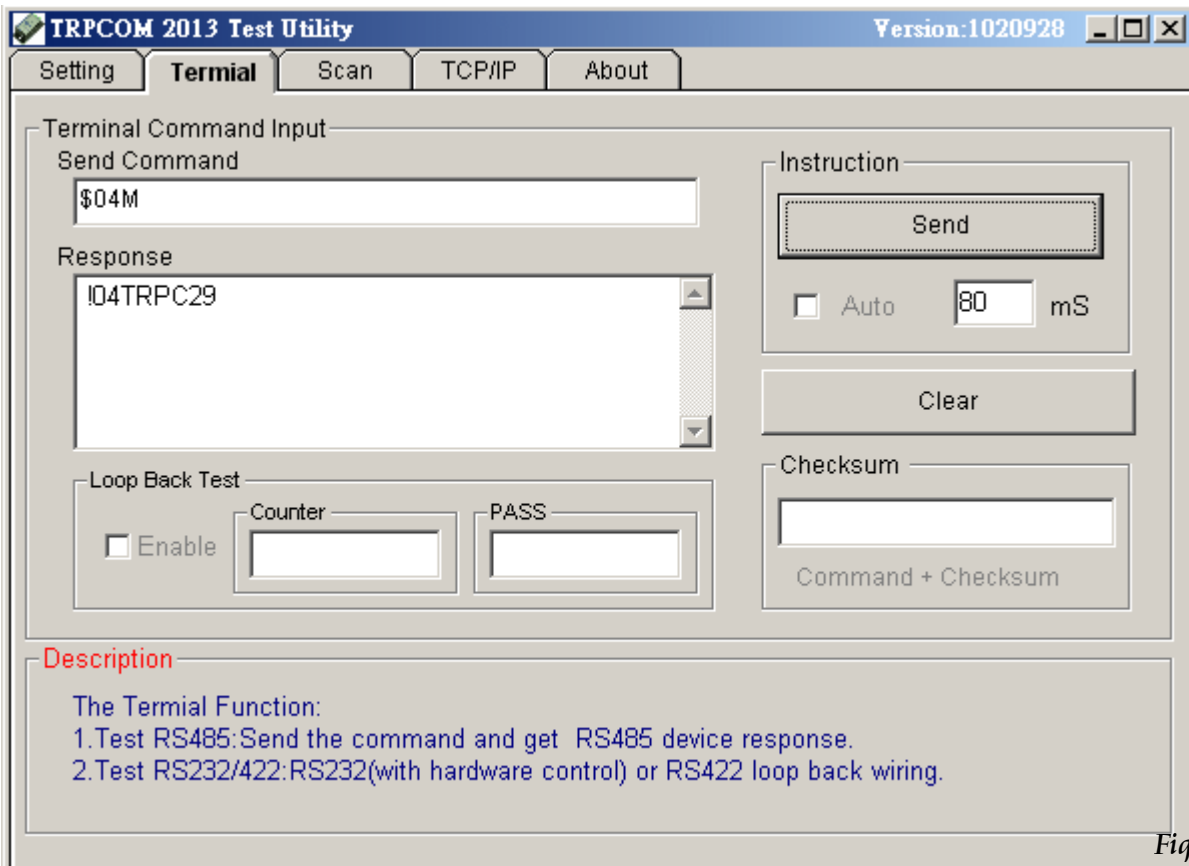 TRPCOM 2013 Test Utility Version:1020928
Setting Termial Scan TCP/IP About
Terminal Command Input
Send Command
$04M
Response
!04TRPC29
Instruction
Send
Auto 80 mS
Clear
Loop Back Test
Enable
Counter
PASS
Checksum
Command + Checksum
Description
The Termial Function:
1.Test RS485:Send the command and get RS485 device response.
2.Test RS232/422:RS232(with hardware control) or RS422 loop back wiring.